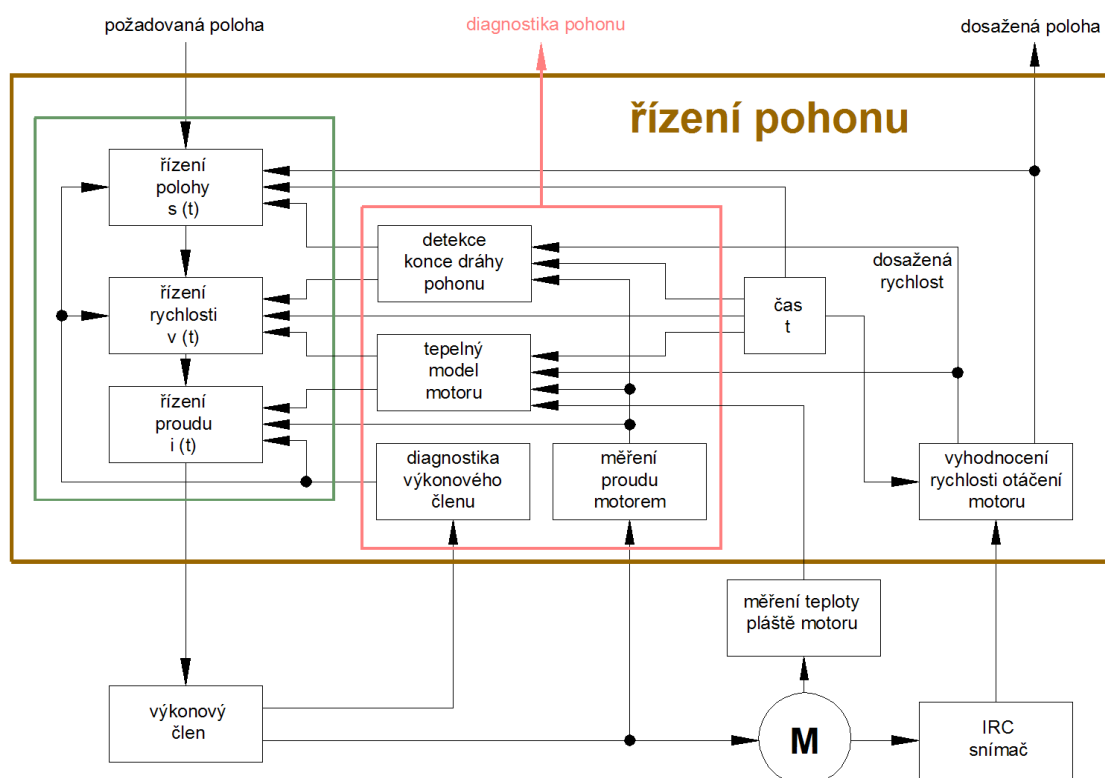 požadovaná poloha
diagnostika pohonu
dosažená poloha
řízení pohonu
řízení
polohy
s (t)
detekce
konce dráhy
pohonu
dosažená
rychlost
řízení
rychlosti
v (t)
čas
t
tepelný
model
motoru
řízení
proudu
i (t)
diagnostika
výkonového
členu
měření
proudu
motorem
vyhodnocení
rychlosti otáčení
motoru
měření teploty
pláště motoru
výkonový
člen
M
IRC
snímač